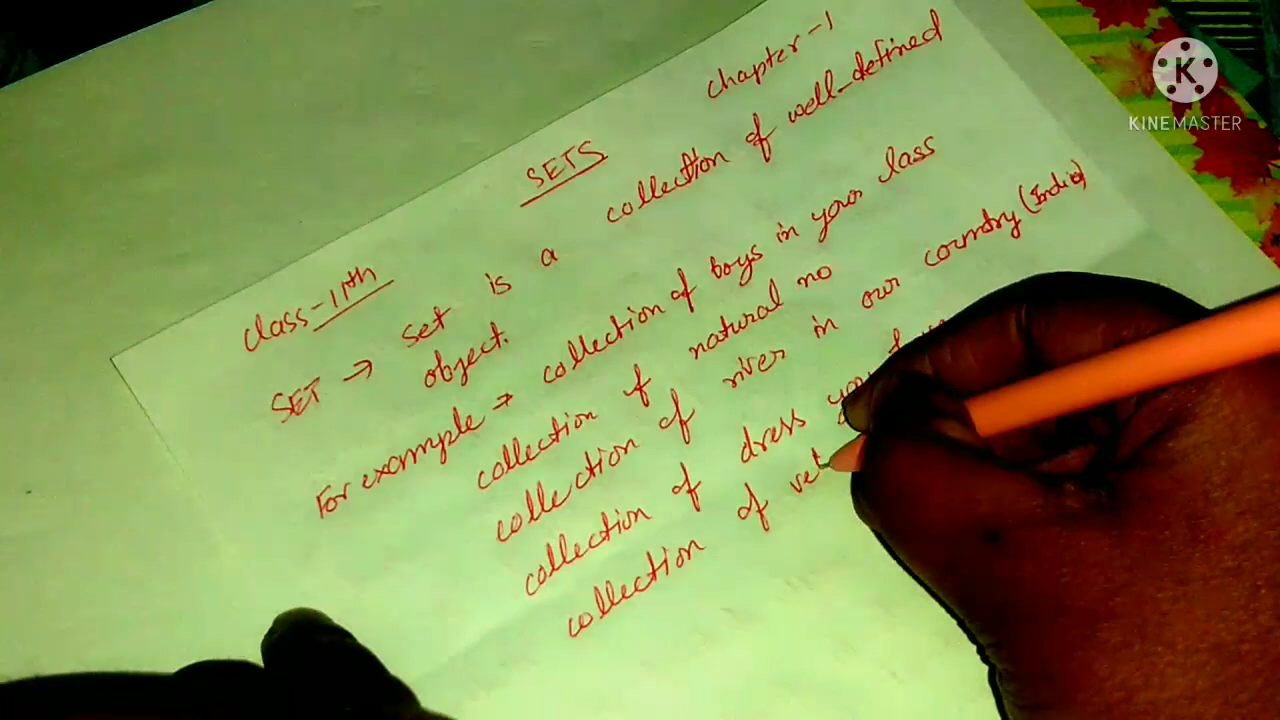 chapter-1
SETS
class-11th
SET → set is a collection of well-defined
object.
For example → collection of boys in your class
collection of natural no
collection of river in our country (India)
collection of dress you
collection of vet
K
KINEMASTER